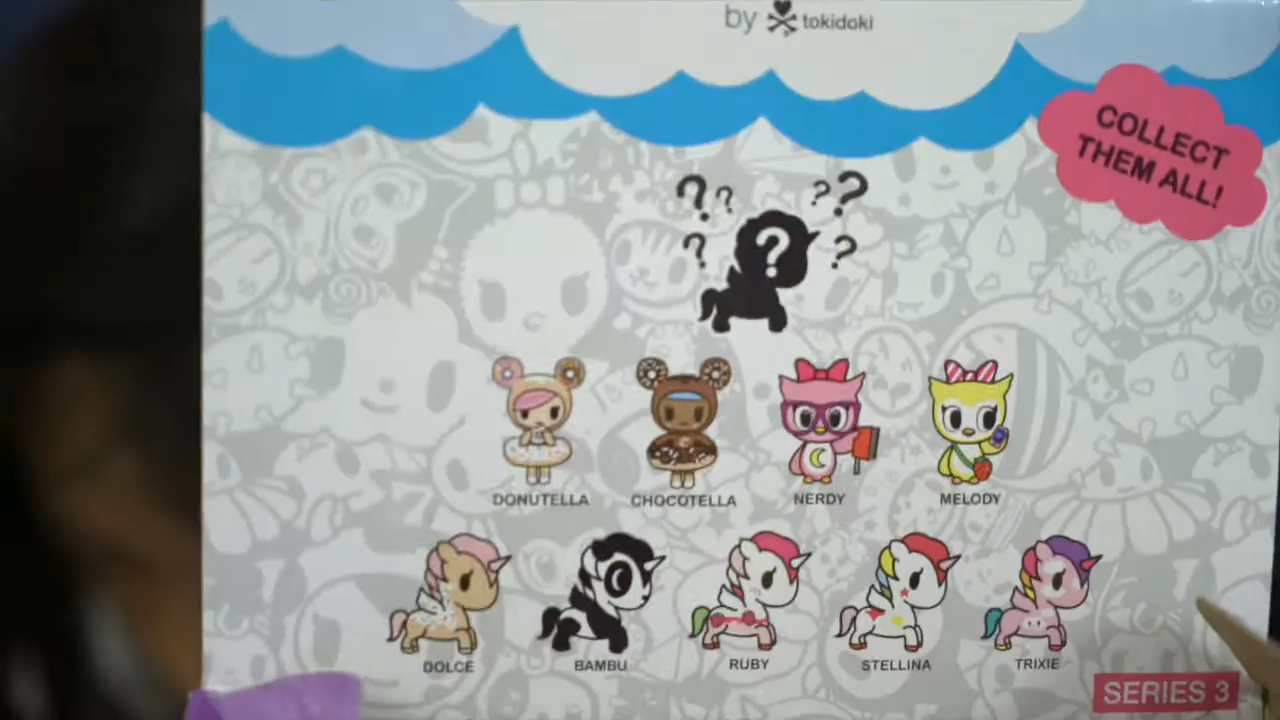 by tokidoki
COLLECT
THEM ALL!
? ? ? ?
?
? ?
DONUTELLA CHOCOTELLA NERDY MELODY
DOLCE BAMBU RUBY STELLINA TRIXIE
SERIES 3